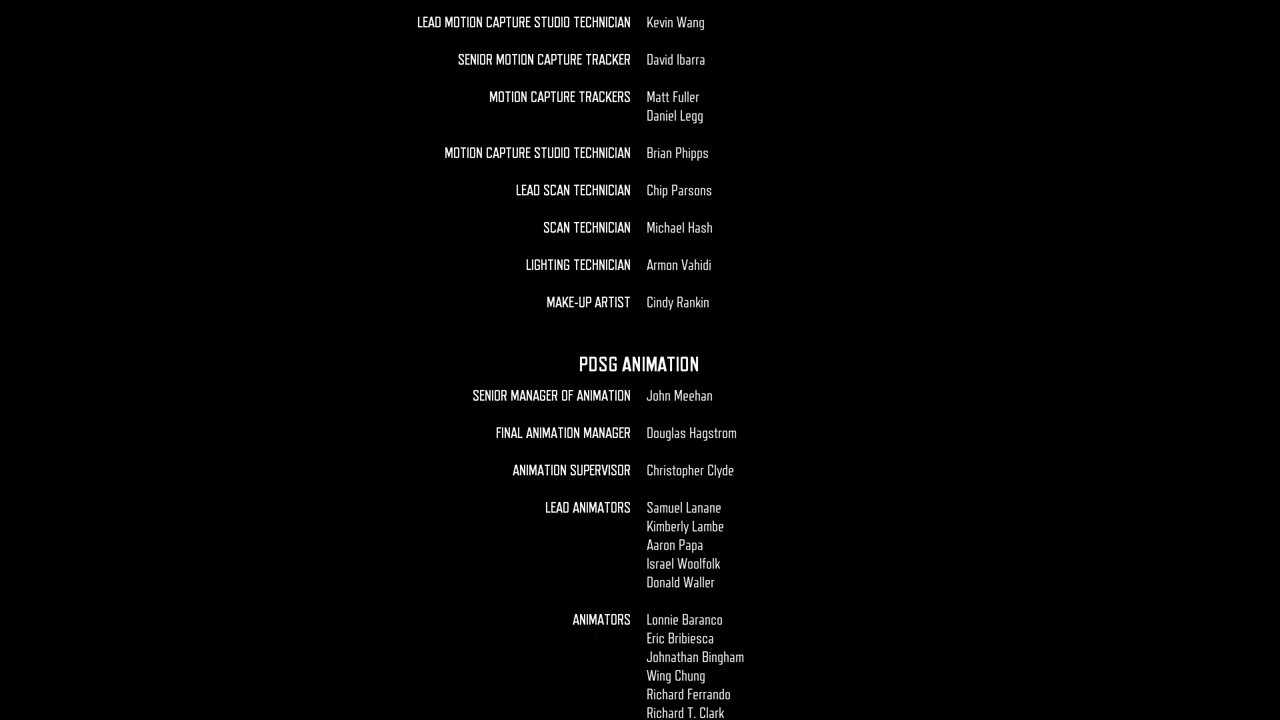 LEAD MOTION CAPTURE STUDIO TECHNICIAN Kevin Wang
SENIOR MOTION CAPTURE TRACKER David Ibarra
MOTION CAPTURE TRACKERS Matt Fuller
Daniel Legg
MOTION CAPTURE STUDIO TECHNICIAN Brian Phipps
LEAD SCAN TECHNICIAN Chip Parsons
SCAN TECHNICIAN Michael Hash
LIGHTING TECHNICIAN Armon Vahidi
MAKE-UP ARTIST Cindy Rankin
PDSG ANIMATION
SENIOR MANAGER OF ANIMATION John Meehan
FINAL ANIMATION MANAGER Douglas Hagstrom
ANIMATION SUPERVISOR Christopher Clyde
LEAD ANIMATORS Samuel Lanane
Kimberly Lambe
Aaron Papa
Israel Woolfolk
Donald Waller
ANIMATORS Lonnie Baranco
Eric Bribiesca
Johnathan Bingham
Wing Chung
Richard Ferrando
Richard T. Clark